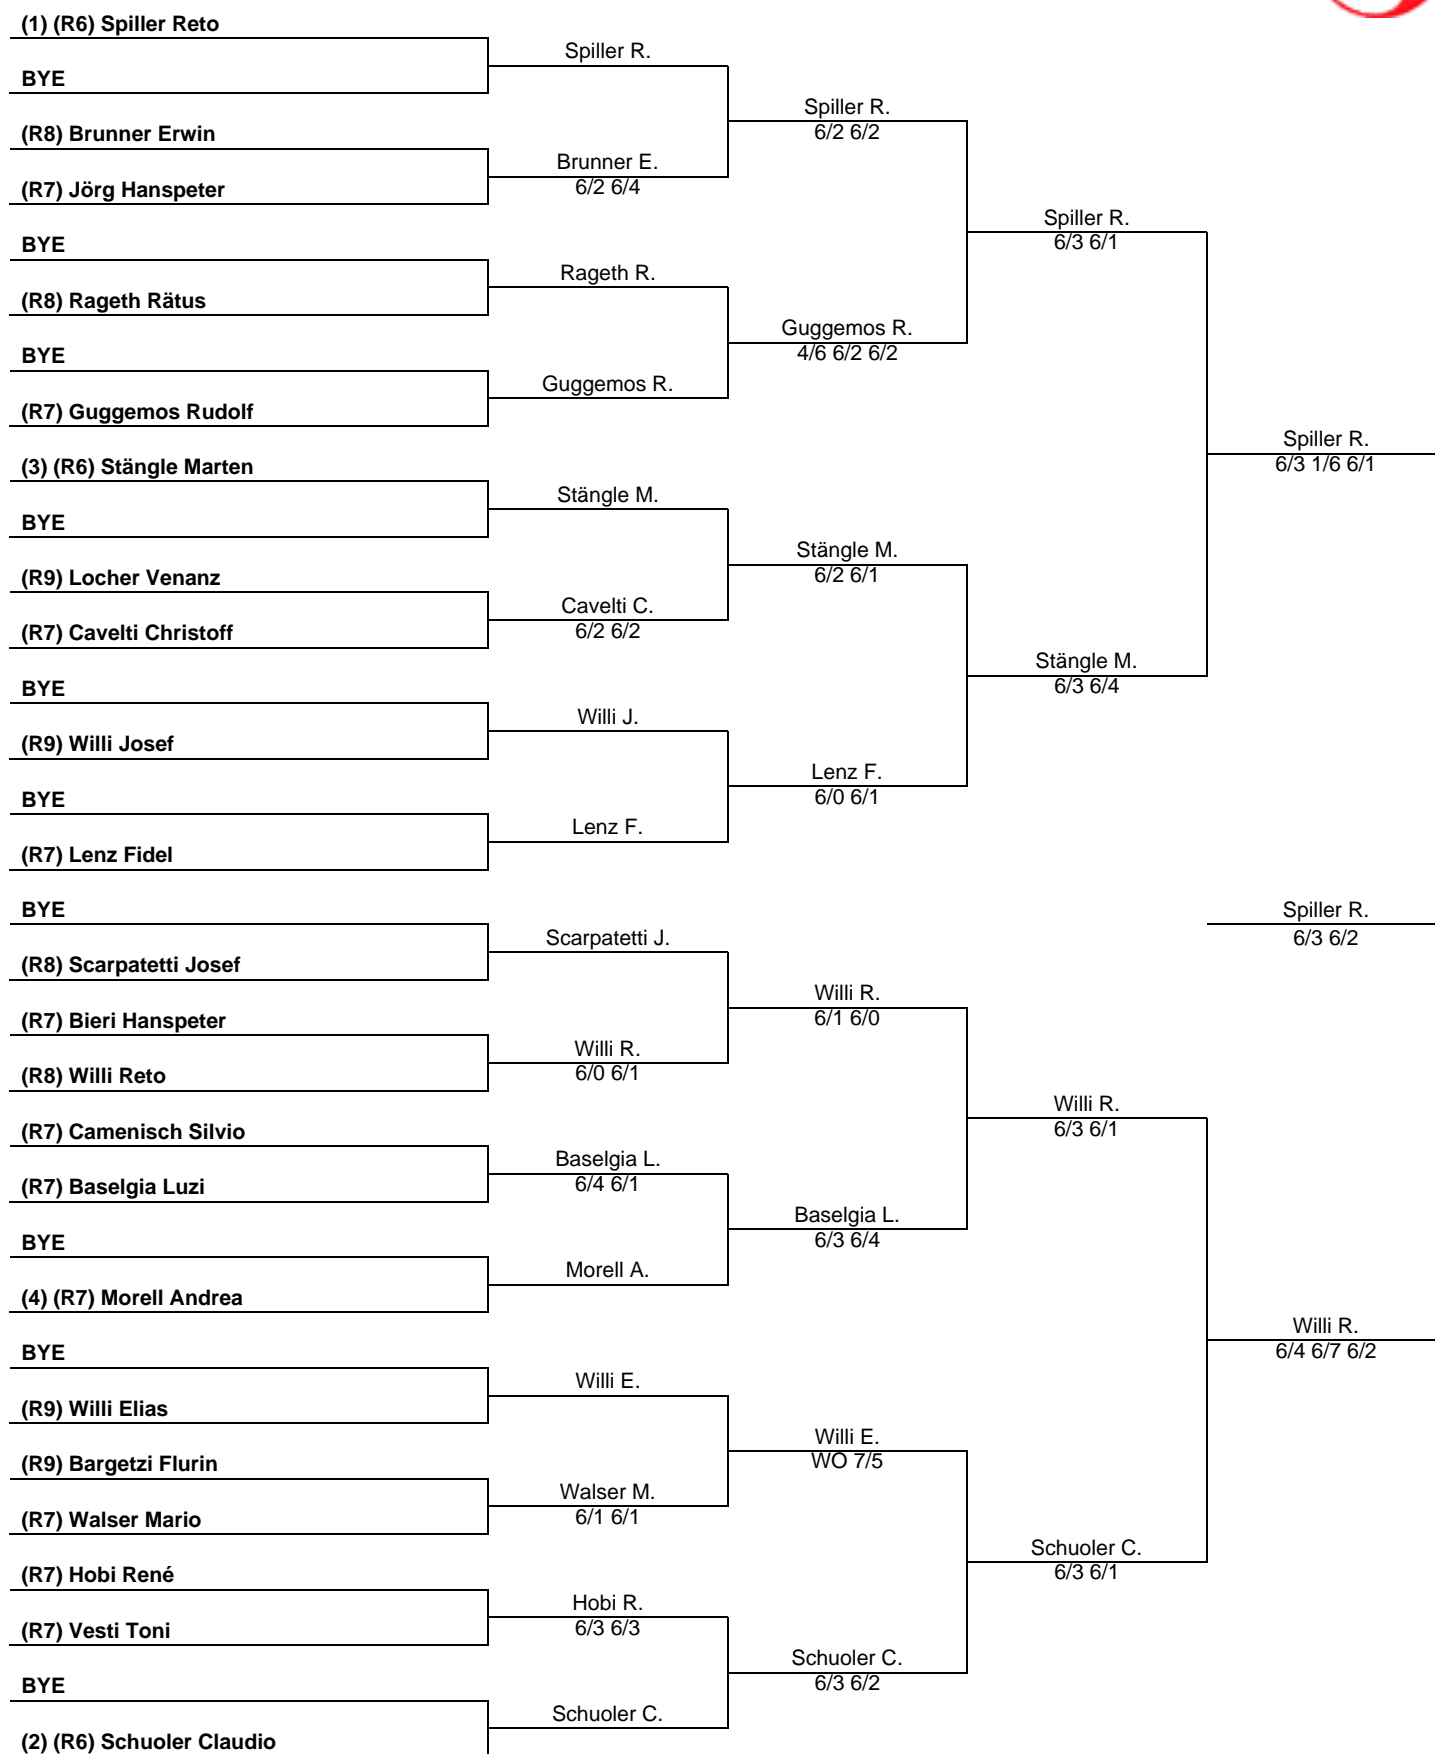 (1) (R6) Spiller Reto
BYE
(R8) Brunner Erwin
(R7) Jörg Hanspeter
BYE
(R8) Rageth Rätus
BYE
(R7) Guggemos Rudolf
(3) (R6) Stängle Marten
BYE
(R9) Locher Venanz
(R7) Cavelti Christoff
BYE
(R9) Willi Josef
BYE
(R7) Lenz Fidel
BYE
(R8) Scarpatetti Josef
(R7) Bieri Hanspeter
(R8) Willi Reto
(R7) Camenisch Silvio
(R7) Baselgia Luzi
BYE
(4) (R7) Morell Andrea
BYE
(R9) Willi Elias
(R9) Bargetzi Flurin
(R7) Walser Mario
(R7) Hobi René
(R7) Vesti Toni
BYE
(2) (R6) Schuoler Claudio
Spiller R.
Brunner E.
6/2 6/4
Rageth R.
Guggemos R.
Stängle M.
Cavelti C.
6/2 6/2
Willi J.
Lenz F.
Scarpatetti J.
Willi R.
6/0 6/1
Baselgia L.
6/4 6/1
Morell A.
Willi E.
Walser M.
6/1 6/1
Hobi R.
6/3 6/3
Schuoler C.
Spiller R.
6/2 6/2
Guggemos R.
4/6 6/2 6/2
Stängle M.
6/2 6/1
Lenz F.
6/0 6/1
Willi R.
6/1 6/0
Baselgia L.
6/3 6/4
Willi E.
WO 7/5
Schuoler C.
6/3 6/2
Spiller R.
6/3 6/1
Stängle M.
6/3 6/4
Willi R.
6/3 6/1
Schuoler C.
6/3 6/1
Spiller R.
6/3 1/6 6/1
Spiller R.
6/3 6/2
Willi R.
6/4 6/7 6/2